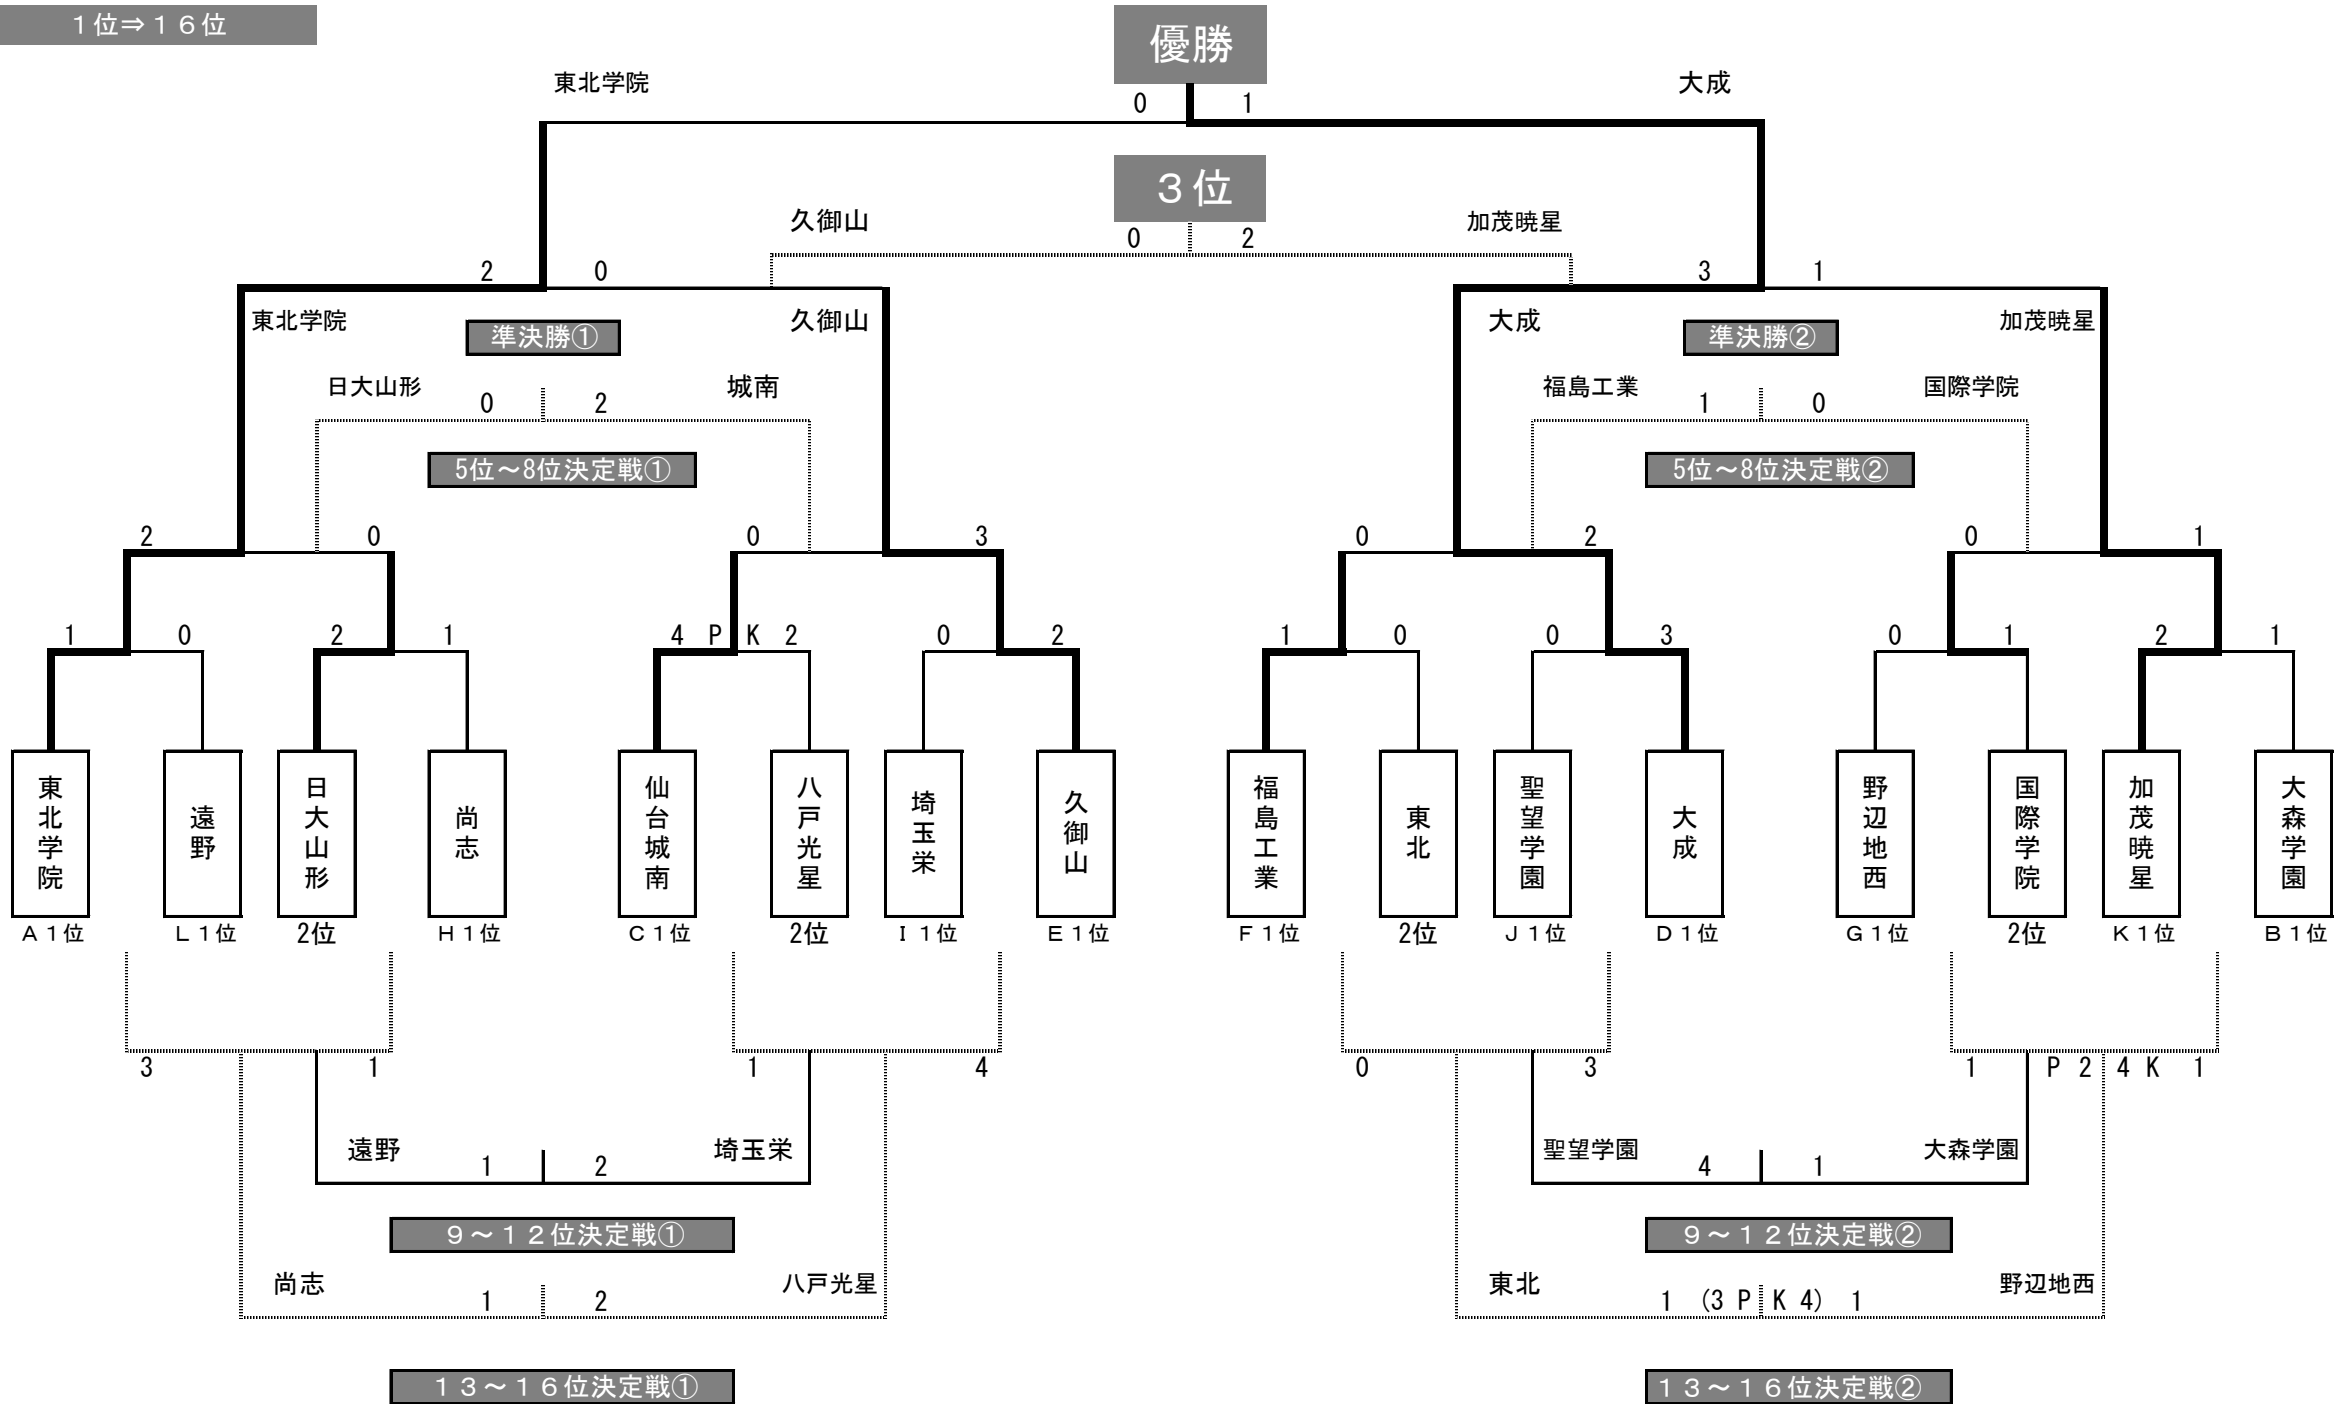 １位⇒１６位
優勝
東北学院 大成
0 1
３位
久御山 加茂暁星
0 2
2 0 3 1
東北学院 久御山 大成 加茂暁星
準決勝① 準決勝②
日大山形 城南 福島工業 国際学院
0 2 1 0
5位～8位決定戦① 5位～8位決定戦②
2 0 0 3 0 2 0 1
1 0 2 1 4 P K 2 0 2 1 0 0 3 0 1 2 1
東北学院
遠野
日大山形
尚志
仙台城南
八戸光星
埼玉栄
久御山
福島工業
東北
聖望学園
大成
野辺地西
国際学院
加茂暁星
大森学園
Ａ１位 Ｌ１位 2位 Ｈ１位 Ｃ１位 2位 Ｉ１位 Ｅ１位 Ｆ１位 2位 Ｊ１位 Ｄ１位 Ｇ１位 2位 Ｋ１位 Ｂ１位
3 1 1 4 0 3 1 P 2 4 K 1
遠野 埼玉栄 聖望学園 大森学園
1 2 4 1
９～１２位決定戦① ９～１２位決定戦②
尚志 八戸光星 東北 野辺地西
1 2 1 (3 P K 4) 1
１３～１６位決定戦① １３～１６位決定戦②